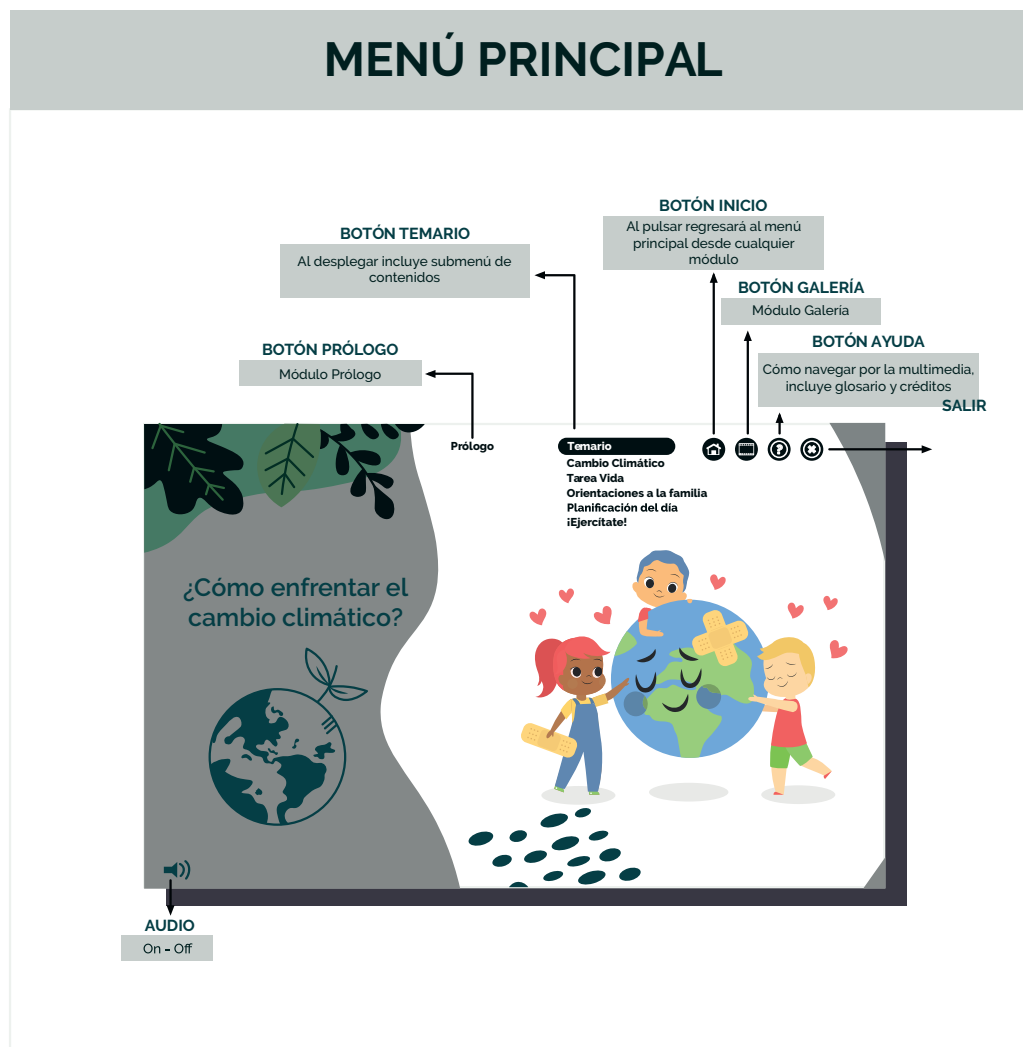 MENÚ PRINCIPAL
BOTÓN INICIO
Al pulsar regresará al menú
principal desde cualquier
módulo
BOTÓN TEMARIO
Al desplegar incluye submenú de
contenidos
BOTÓN GALERÍA
Módulo Galería
BOTÓN AYUDA
Cómo navegar por la multimedia,
incluye glosario y créditos
BOTÓN PRÓLOGO
Módulo Prólogo
SALIR
Prólogo
Temario
Cambio Climático
Tarea Vida
Orientaciones a la familia
Planificación del día
¡Ejercítate!
¿Cómo enfrentar el
cambio climático?
AUDIO
On - Off